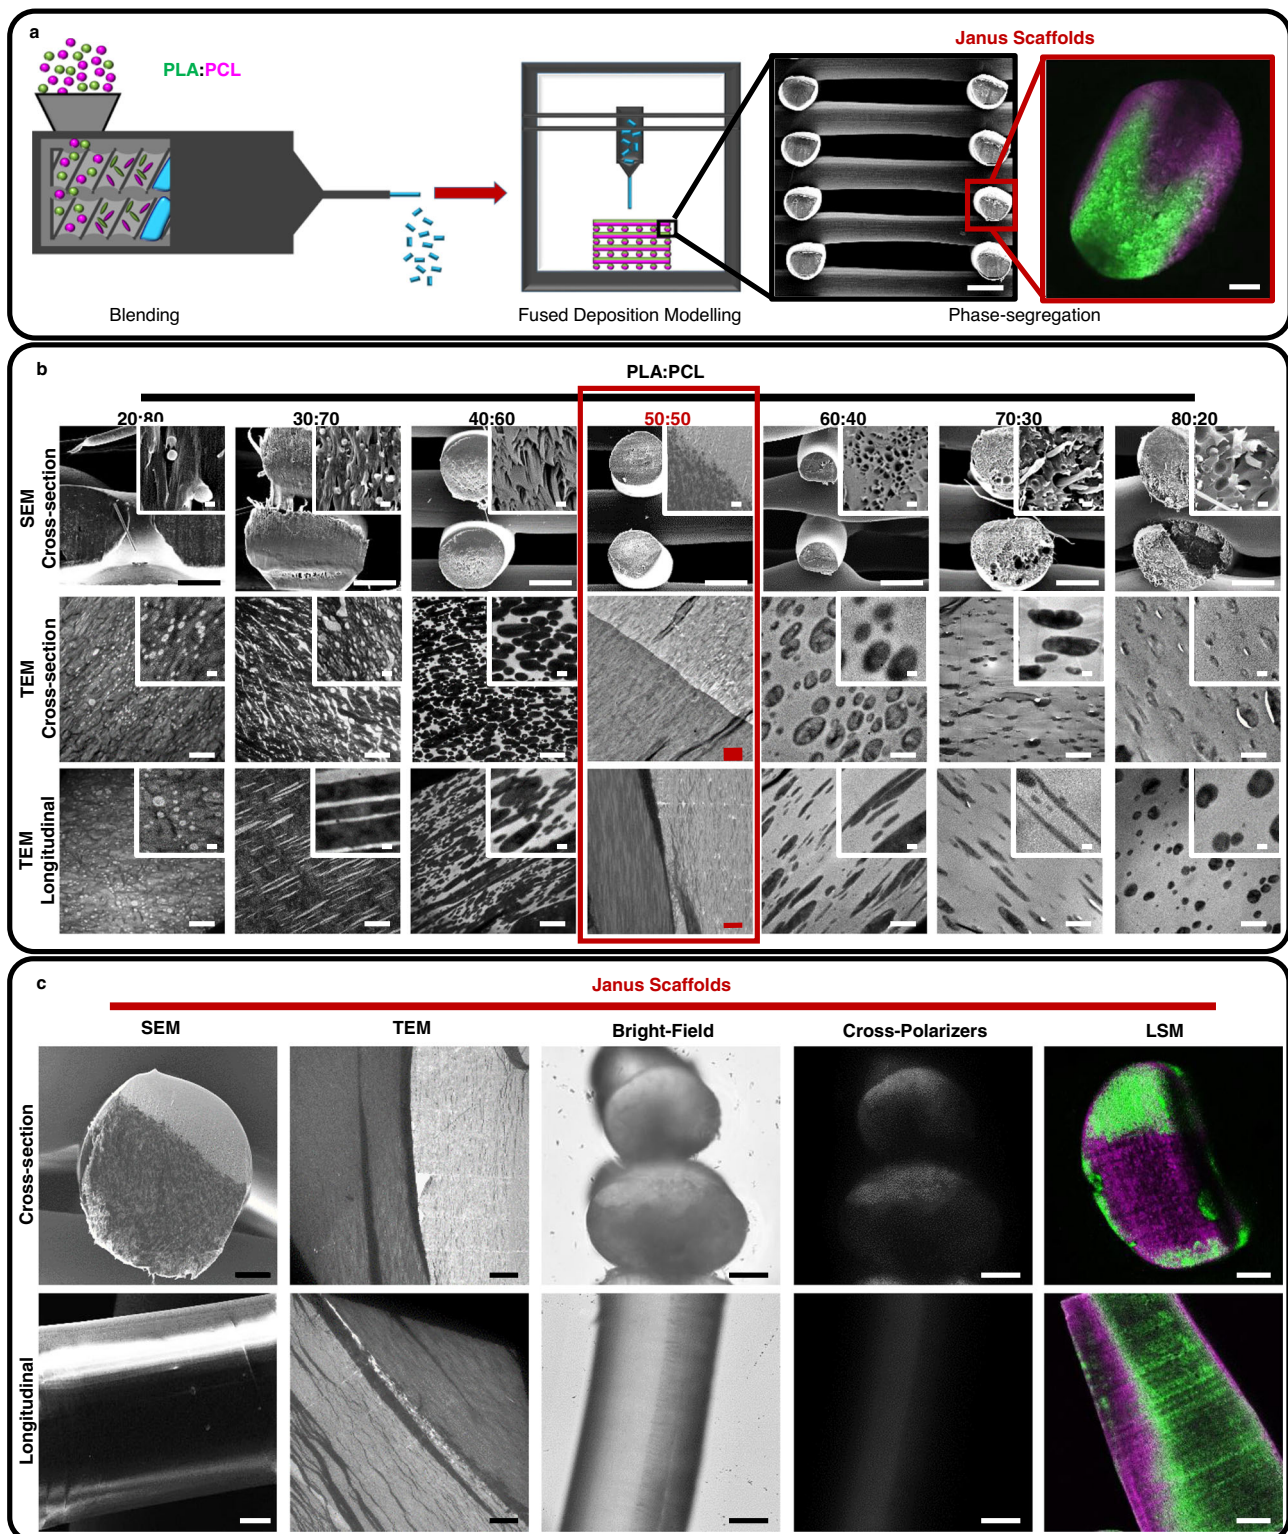 a
Janus Scaffolds
PLA:PCL
Blending
Fused Deposition Modelling
Phase-segregation
b
PLA:PCL
20:80
30:70
40:60
50:50
60:40
70:30
80:20
SEM
Cross-section
TEM
Cross-section
TEM
Longitudinal
c
Janus Scaffolds
SEM
TEM
Bright-Field
Cross-Polarizers
LSM
Cross-section
Longitudinal